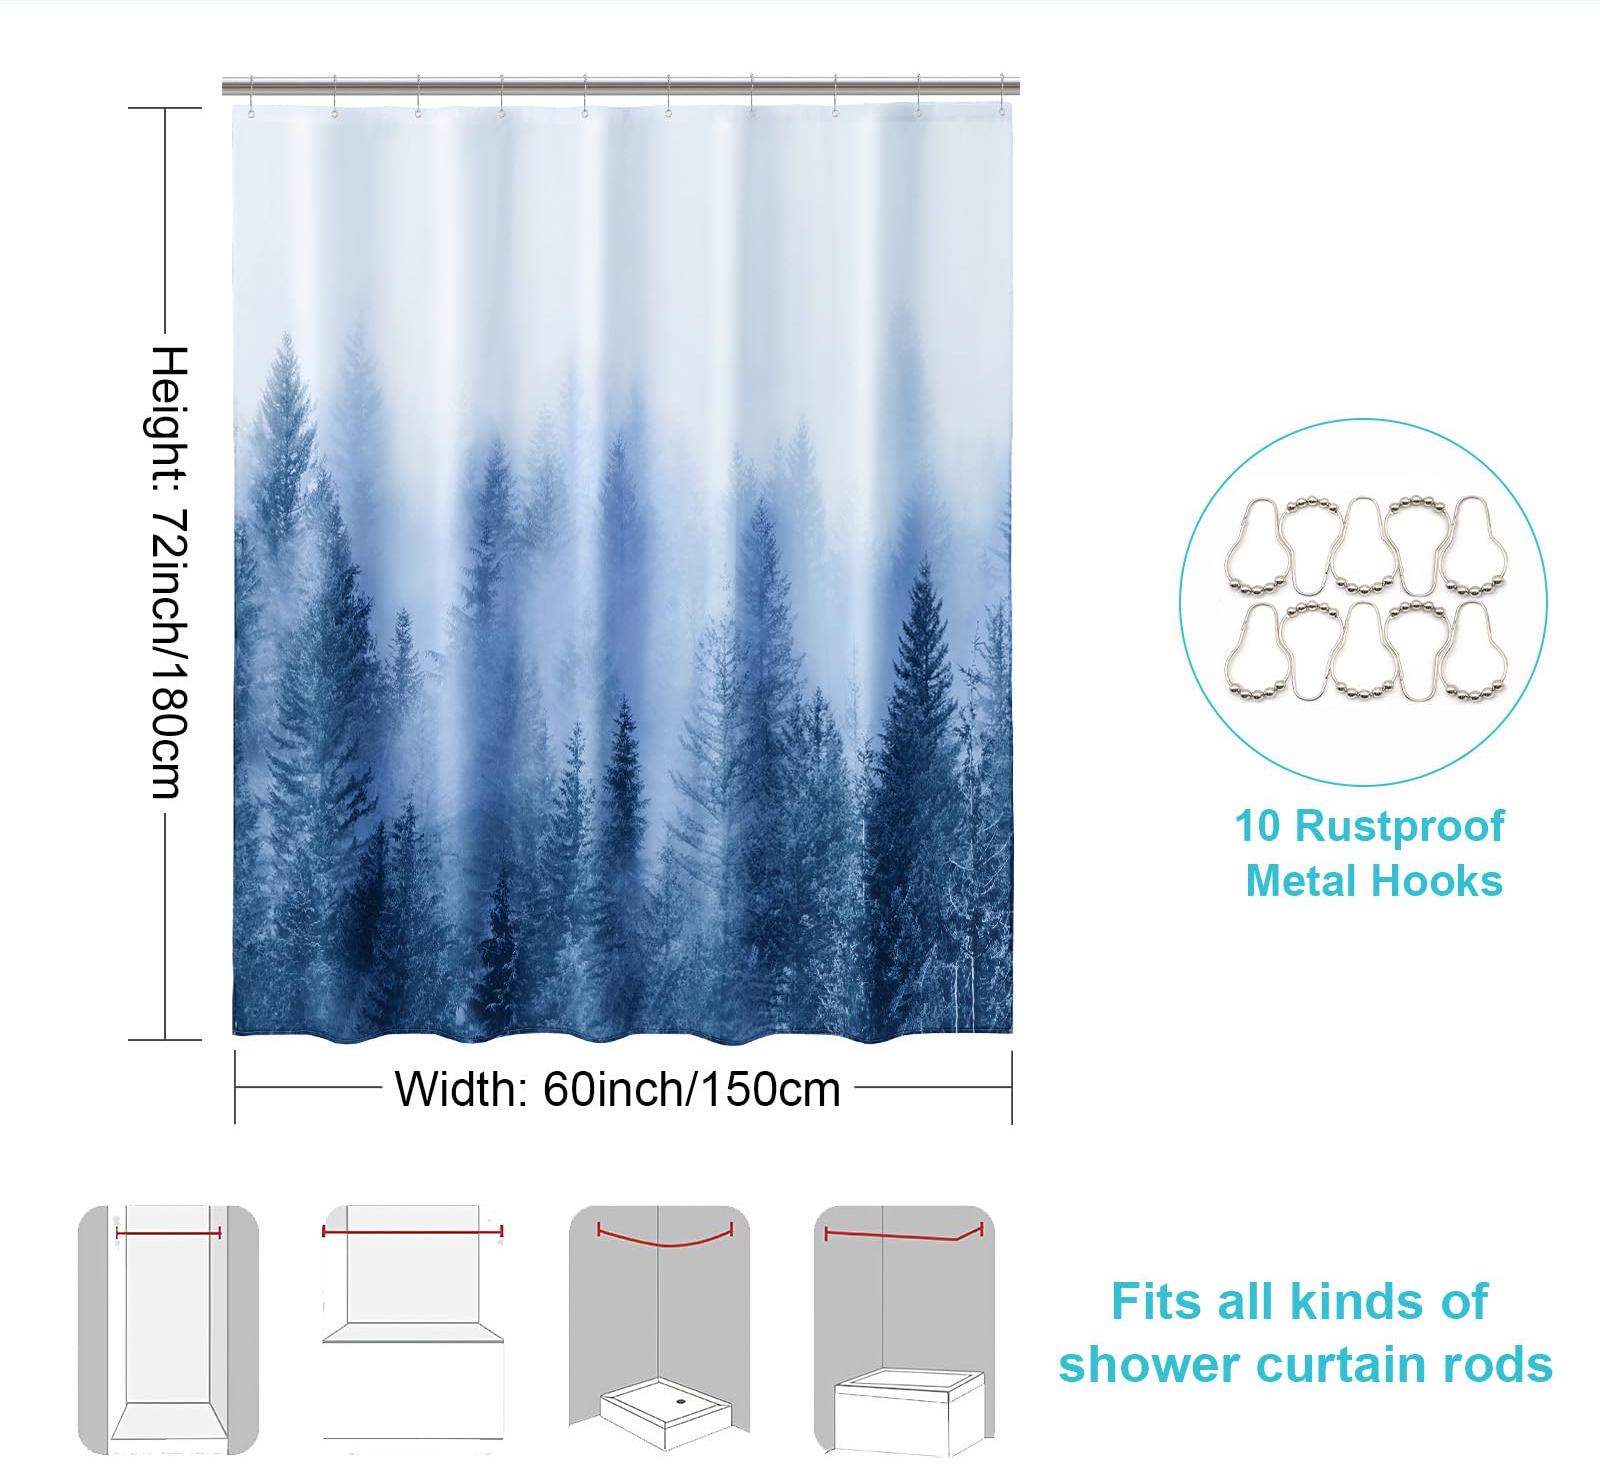 Height: 72inch/180cm
Width: 60inch/150cm
10 Rustproof
Metal Hooks
Fits all kinds of
shower curtain rods